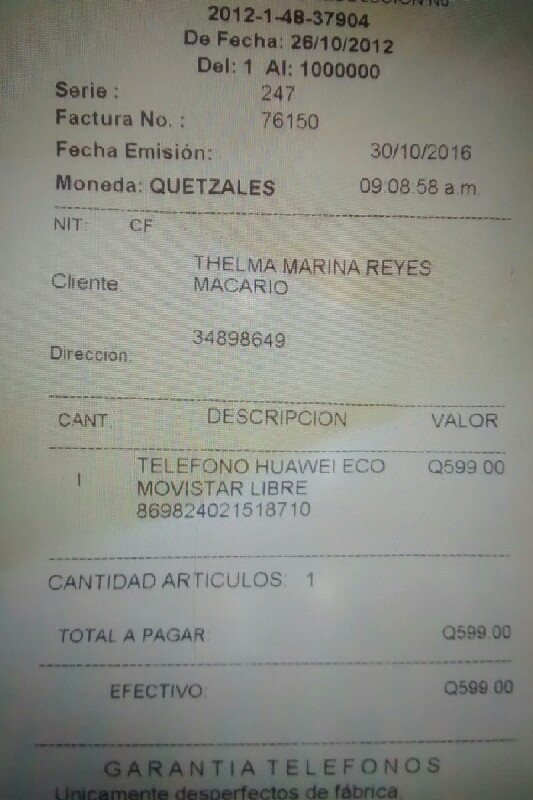 2012-1-48-37904
De Fecha: 26/10/2012
Del: 1 Al: 1000000
Serie : 247
Factura No. : 76150
Fecha Emisión: 30/10/2016
Moneda: QUETZALES 09:08:58 a.m.
NIT: CF
Cliente THELMA MARINA REYES
MACARIO
34898649
Dirección:
CANT. DESCRIPCION VALOR
1 TELEFONO HUAWEI ECO Q599.00
MOVISTAR LIBRE
869824021518710
CANTIDAD ARTICULOS: 1
TOTAL A PAGAR: Q599.00
EFECTIVO: Q599.00
GARANTIA TELEFONOS
Unicamente desperfectos de fábrica.